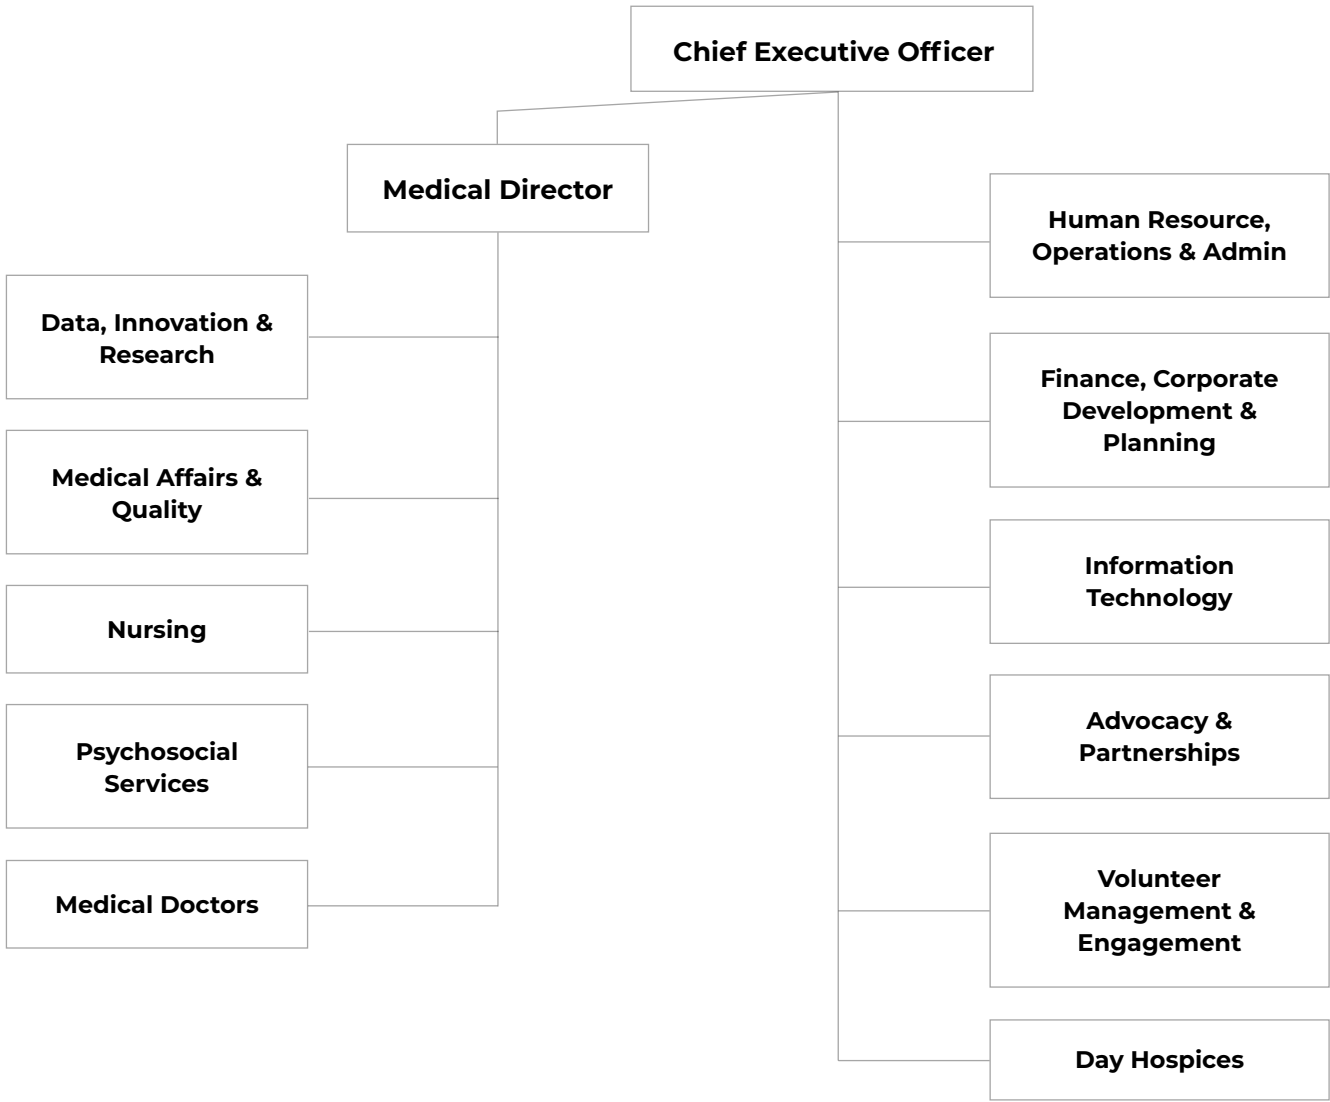 Chief Executive Officer
Medical Director
Data, Innovation &
Research
Medical Affairs &
Quality
Nursing
Psychosocial
Services
Medical Doctors
Human Resource,
Operations & Admin
Finance, Corporate
Development &
Planning
Information
Technology
Advocacy &
Partnerships
Volunteer
Management &
Engagement
Day Hospices